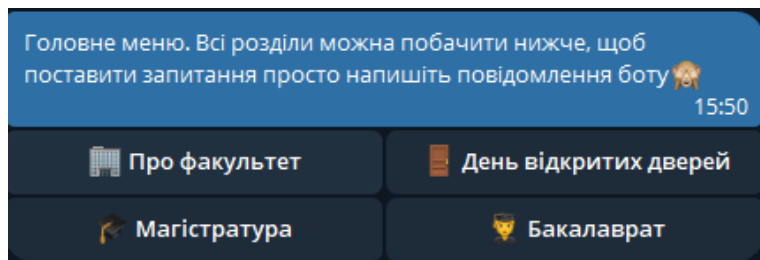 Головне меню. Всі розділи можна побачити нижче, щоб
поставити запитання просто напишіть повідомлення боту🙈
15:50
🏢 Про факультет
🚪 День відкритих дверей
🎓 Магістратура
👨‍🎓 Бакалаврат